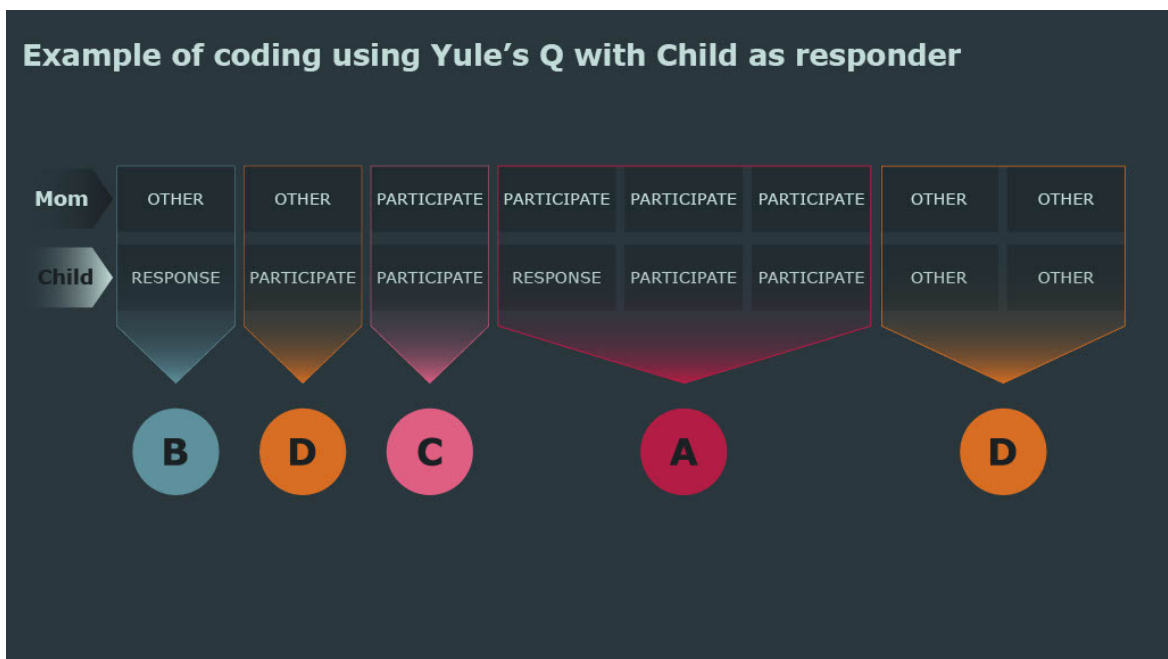 Example of coding using Yule's Q with Child as responder
Mom OTHER OTHER PARTICIPATE PARTICIPATE PARTICIPATE PARTICIPATE OTHER OTHER
Child RESPONSE PARTICIPATE PARTICIPATE RESPONSE PARTICIPATE PARTICIPATE OTHER OTHER
B D C A D